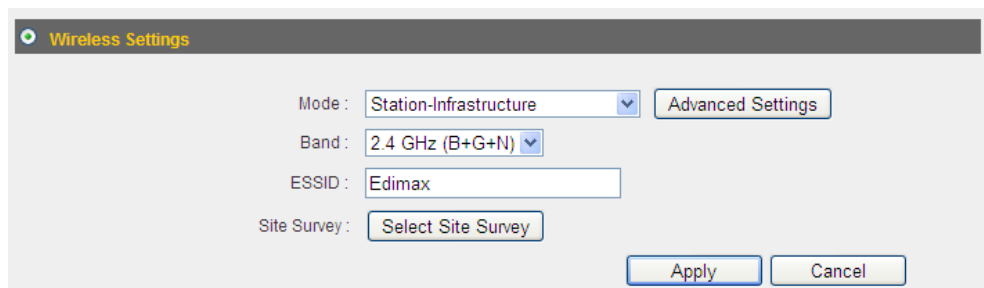 Wireless Settings
Mode : Station-Infrastructure Advanced Settings
Band : 2.4 GHz (B+G+N)
ESSID : Edimax
Site Survey : Select Site Survey
Apply Cancel